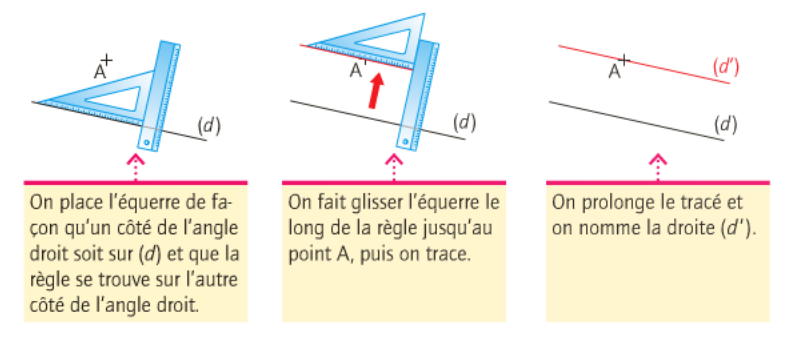 A
(d)
On place l'équerre de fa-
çon qu'un côté de l'angle
droit soit sur (d) et que la
règle se trouve sur l'autre
côté de l'angle droit.
A
(d)
On fait glisser l'équerre le
long de la règle jusqu'au
point A, puis on trace.
A
(d')
(d)
On prolonge le tracé et
on nomme la droite (d').